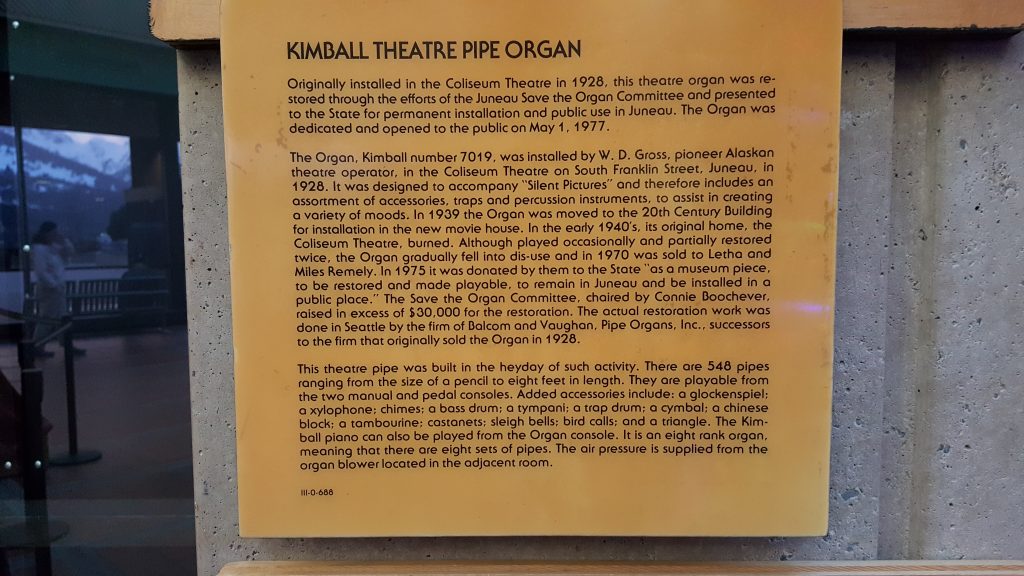 KIMBALL THEATRE PIPE ORGAN
Originally installed in the Coliseum Theatre in 1928, this theatre organ was re-
stored through the efforts of the Juneau Save the Organ Committee and presented
to the State for permanent installation and public use in Juneau. The Organ was
dedicated and opened to the public on May 1, 1977.
The Organ, Kimball number 7019, was installed by W. D. Gross, pioneer Alaskan
theatre operator, in the Coliseum Theatre on South Franklin Street, Juneau, in
1928. It was designed to accompany "Silent Pictures" and therefore includes an
assortment of accessories, traps and percussion instruments, to assist in creating
a variety of moods. In 1939 the Organ was moved to the 20th Century Building
for installation in the new movie house. In the early 1940's, its original home, the
Coliseum Theatre, burned. Although played occasionally and partially restored
twice, the Organ gradually fell into dis-use and in 1970 was sold to Letha and
Miles Remely. In 1975 it was donated by them to the State "as a museum piece,
to be restored and made playable, to remain in Juneau and be installed in a
public place." The Save the Organ Committee, chaired by Connie Boochever,
raised in excess of $30,000 for the restoration. The actual restoration work was
done in Seattle by the firm of Balcom and Vaughan, Pipe Organs, Inc., successors
to the firm that originally sold the Organ in 1928.
This theatre pipe was built in the heyday of such activity. There are 548 pipes
ranging from the size of a pencil to eight feet in length. They are playable from
the two manual and pedal consoles. Added accessories include: a glockenspiel;
a xylophone; chimes; a bass drum; a tympani; a trap drum; a cymbal; a chinese
block; a tambourine; castanets; sleigh bells; bird calls; and a triangle. The Kim-
ball piano can also be played from the Organ console. It is an eight rank organ,
meaning that there are eight sets of pipes. The air pressure is supplied from the
organ blower located in the adjacent room.
III-O-688